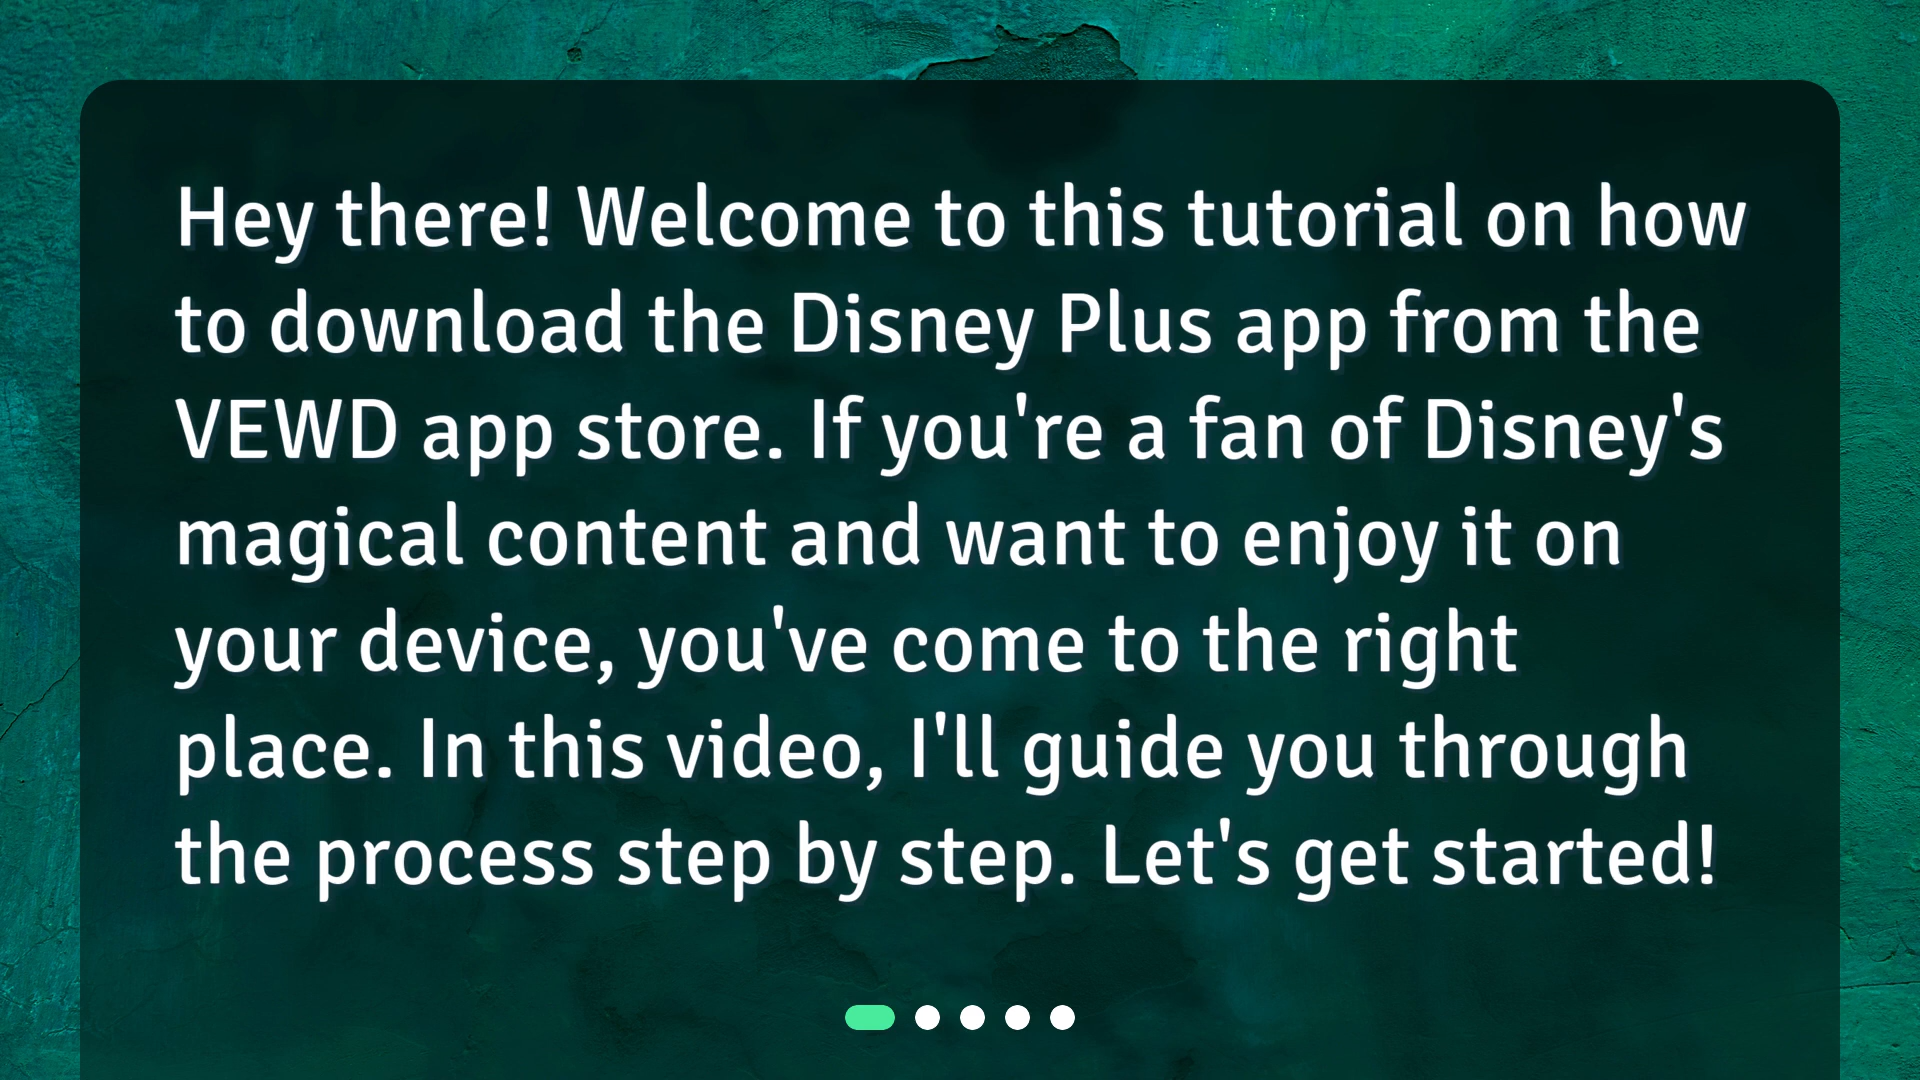 Hey there! Welcome to this tutorial on how
to download the Disney Plus app from the
VEWD app store. If you're a fan of Disney's
magical content and want to enjoy it on
your device, you've come to the right
place. In this video, I'll guide you through
the process step by step. Let's get started!